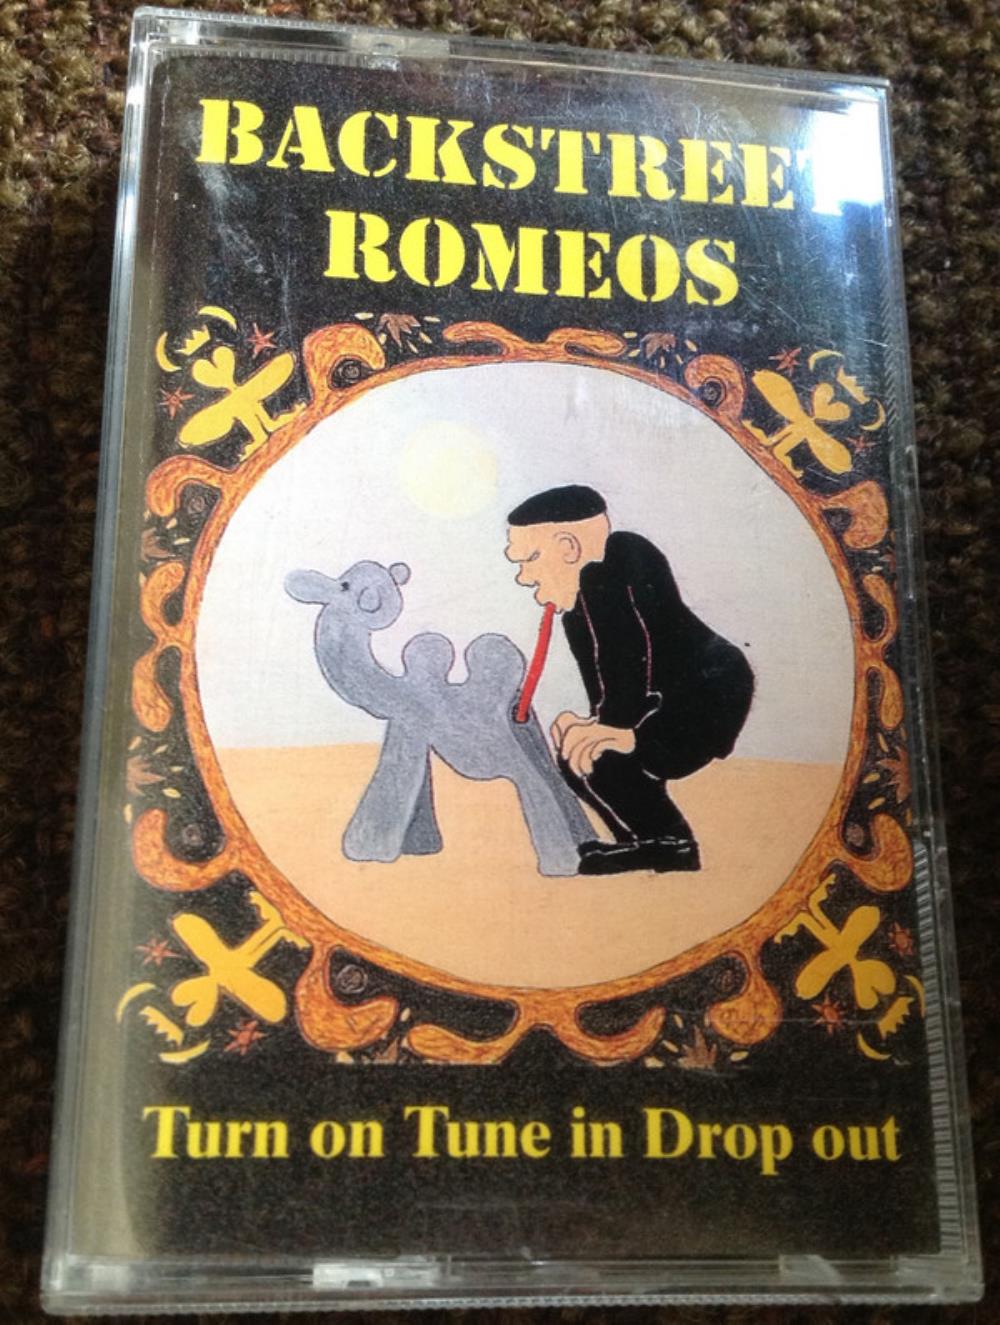 BACKSTREET
ROMEOS
Turn on Tune in Drop out